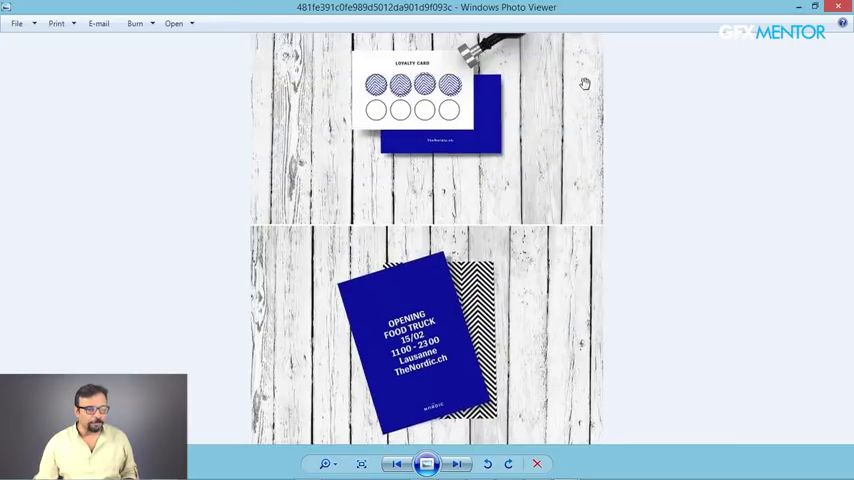 481fe391c0fe989d5012da901d9f093c - Windows Photo Viewer
File Print E-mail Burn Open
GFXMENTOR
LOYALTY CARD
TheNordic.ch
OPENING
FOOD TRUCK
15/02
11 00 - 23 00
Lausanne
TheNordic.ch
NORDIC